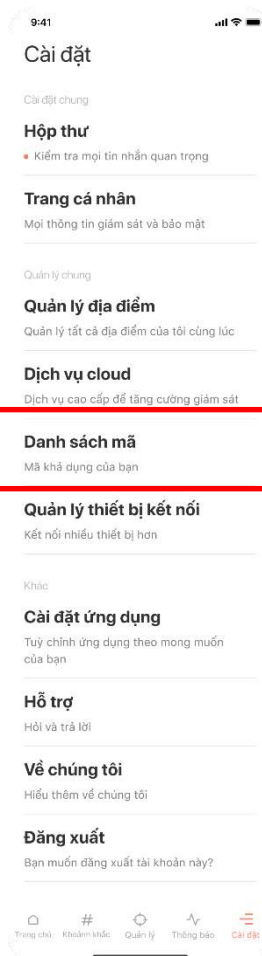 9:41
Cài đặt
Cài đặt chung
Hộp thư
Kiểm tra mọi tin nhắn quan trọng
Trang cá nhân
Mọi thông tin giám sát và bảo mật
Quản lý chung
Quản lý địa điểm
Quản lý tất cả địa điểm của tôi cùng lúc
Dịch vụ cloud
Dịch vụ cao cấp để tăng cường giám sát
Danh sách mã
Mã khả dụng của bạn
Quản lý thiết bị kết nối
Kết nối nhiều thiết bị hơn
Khác
Cài đặt ứng dụng
Tuỳ chỉnh ứng dụng theo mong muốn
của bạn
Hỗ trợ
Hỏi và trả lời
Về chúng tôi
Hiểu thêm về chúng tôi
Đăng xuất
Bạn muốn đăng xuất tài khoản này?
Trang chủ Khoảnh khắc Quản lý Thông báo Cài đặt